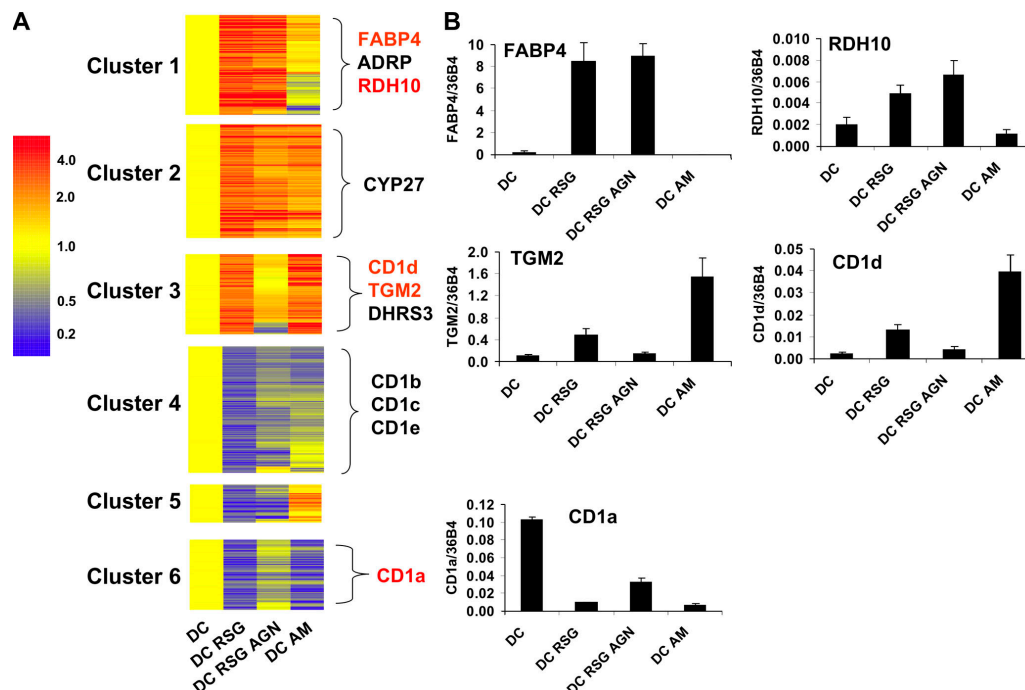 A
Cluster 1
FABP4
ADRP
RDH10
Cluster 2
CYP27
4.0
2.0
1.0
0.5
0.2
Cluster 3
CD1d
TGM2
DHRS3
Cluster 4
CD1b
CD1c
CD1e
Cluster 5
Cluster 6
CD1a
DC
DC RSG
DC RSG AGN
DC AM
B
FABP4
FABP4/36B4
10
8
6
4
2
0
DC
DC RSG
DC RSG AGN
DC AM
RDH10
RDH10/36B4
0.010
0.008
0.006
0.004
0.002
0.000
DC
DC RSG
DC RSG AGN
DC AM
TGM2
TGM2/36B4
2.0
1.6
1.2
0.8
0.4
0.0
DC
DC RSG
DC RSG AGN
DC AM
CD1d
CD1d/36B4
0.05
0.04
0.03
0.02
0.01
0.00
DC
DC RSG
DC RSG AGN
DC AM
CD1a
CD1a/36B4
0.12
0.10
0.08
0.06
0.04
0.02
0.00
DC
DC RSG
DC RSG AGN
DC AM